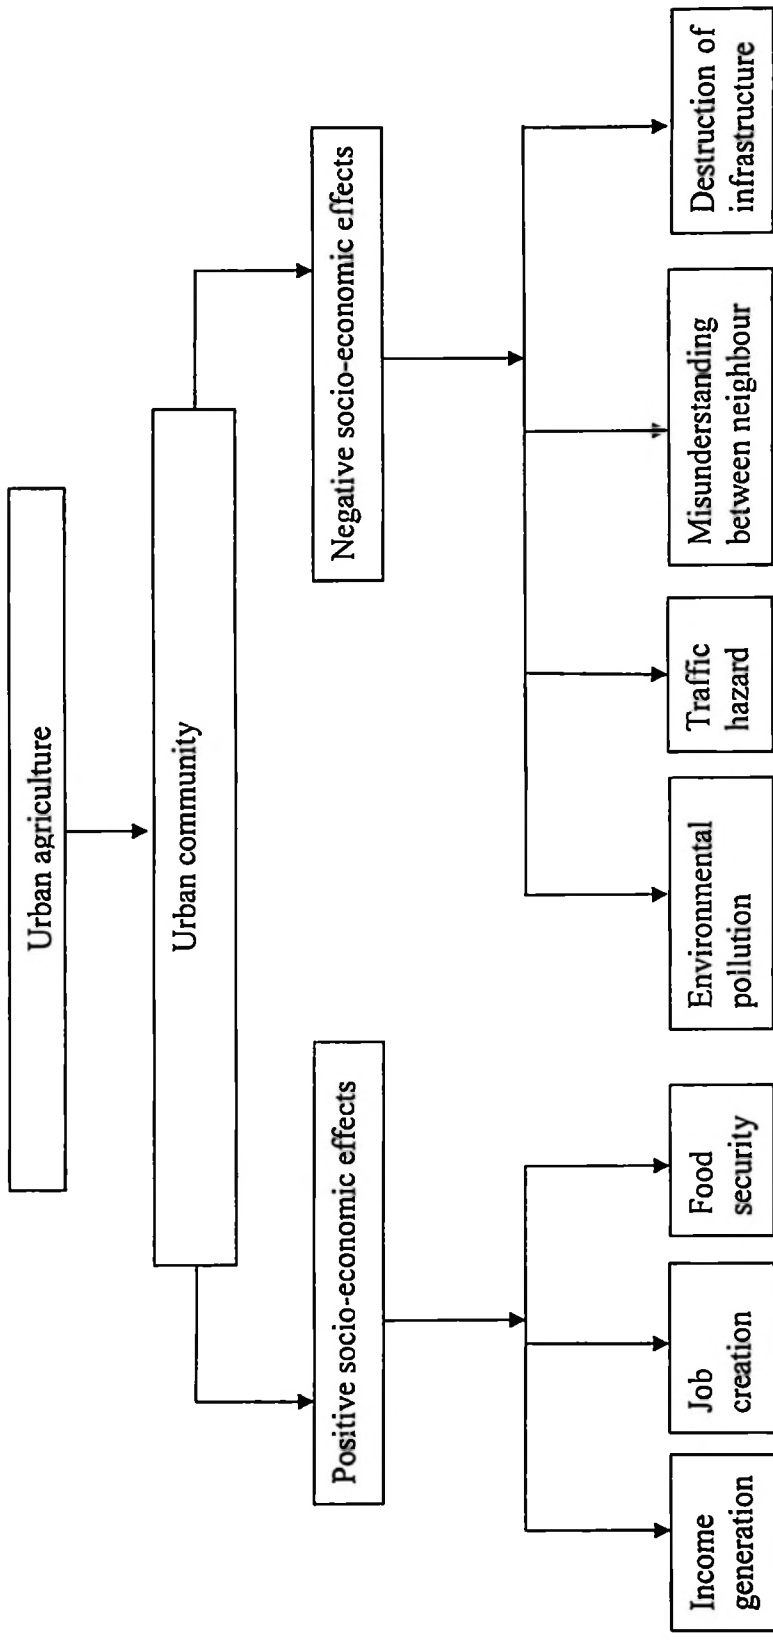 Urban agriculture
Urban community
Positive socio-economic effects
Negative socio-economic effects
Income
generation
Job
creation
Food
security
Environmental
pollution
Traffic
hazard
Misunderstanding
between neighbour
Destruction of
infrastructure